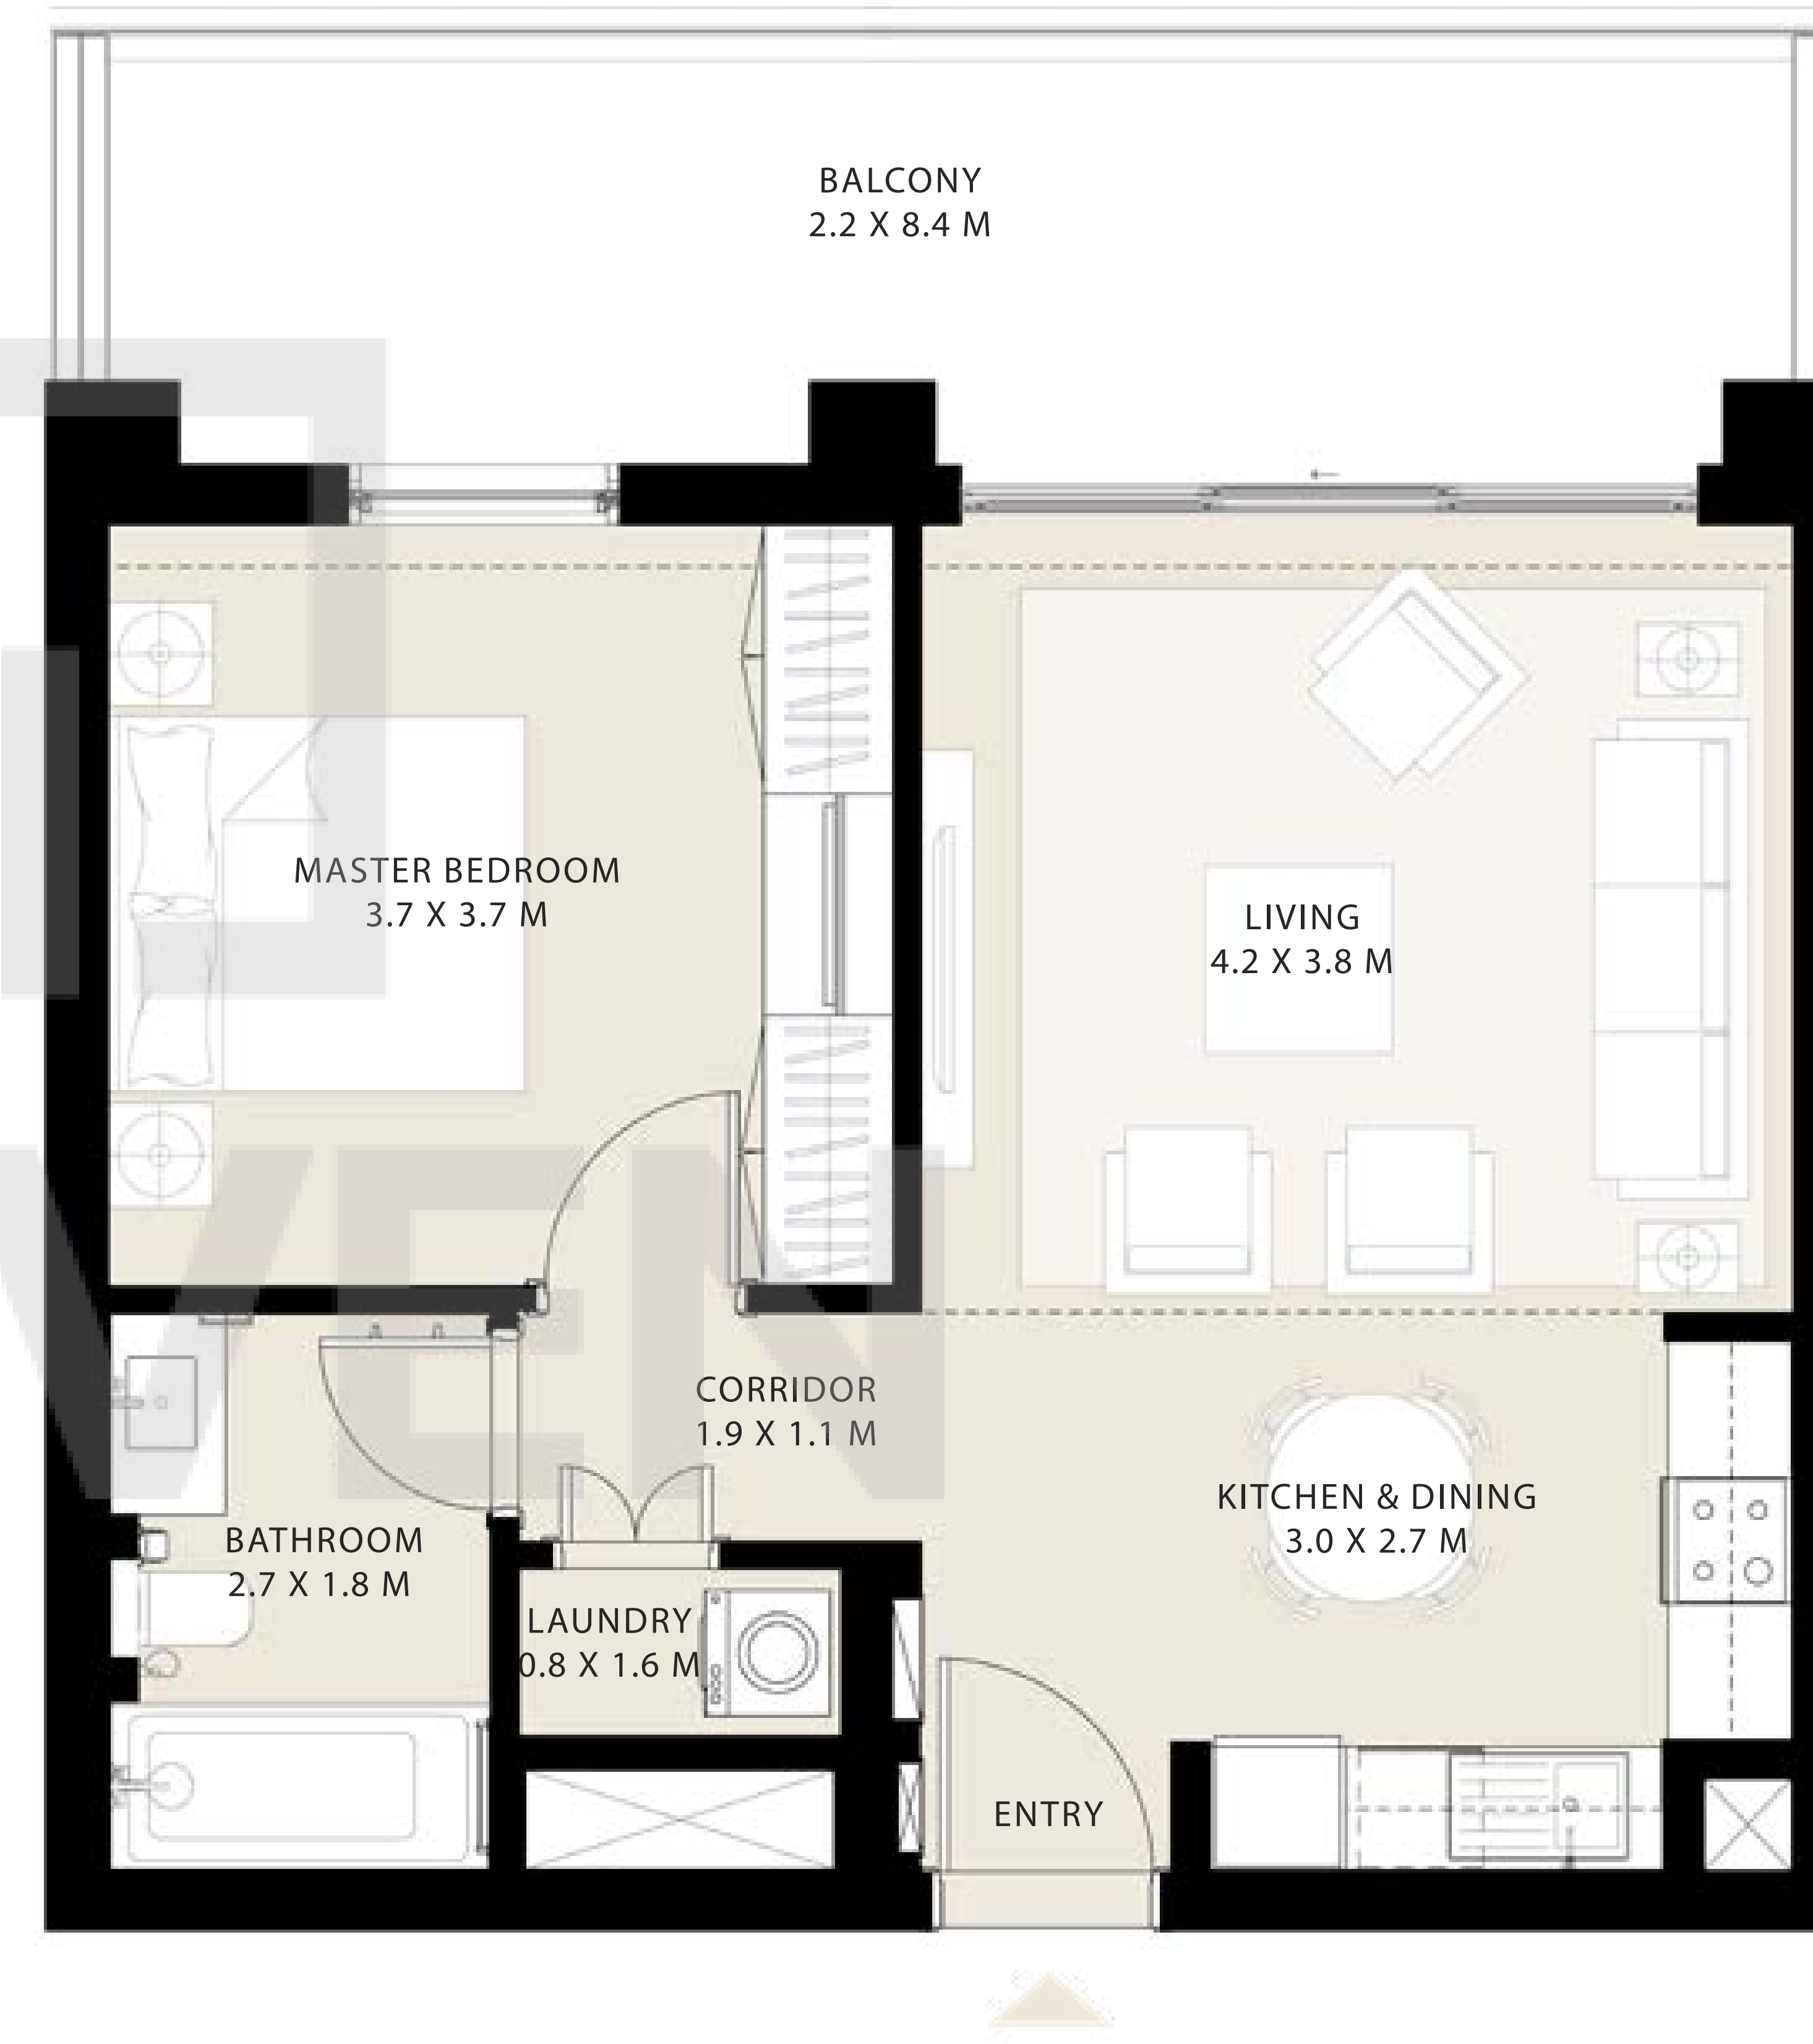 BALCONY
2.2 X 8.4 M
MASTER BEDROOM
3.7 X 3.7 M
LIVING
4.2 X 3.8 M
CORRIDOR
1.9 X 1.1 M
KITCHEN & DINING
3.0 X 2.7 M
BATHROOM
2.7 X 1.8 M
LAUNDRY
0.8 X 1.6 M
ENTRY
VEN